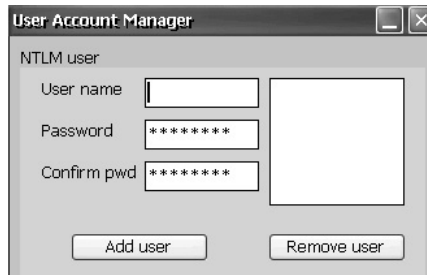 User Account Manager
NTLM user
User name
Password ********
Confirm pwd ********
Add user Remove user